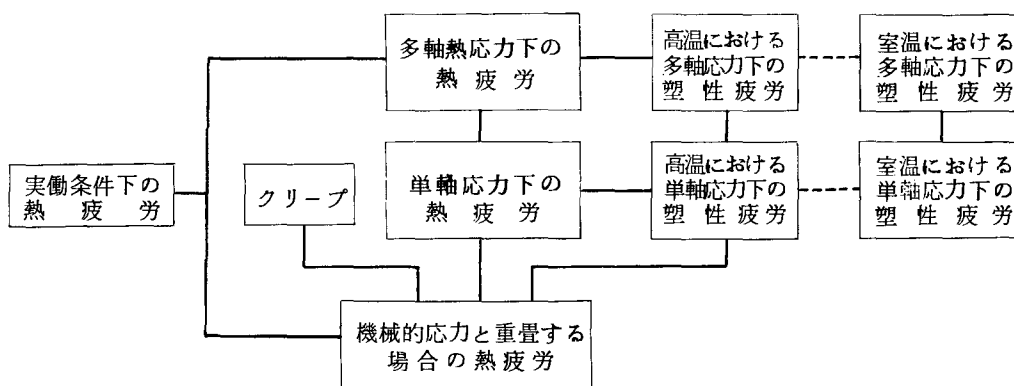 多軸熱応力下の
熱疲労
高温における
多軸応力下の
塑性疲労
室温における
多軸応力下の
塑性疲労
実働条件下の
熱疲労
クリープ
単軸応力下の
熱疲労
高温における
単軸応力下の
塑性疲労
室温における
単軸応力下の
塑性疲労
機械的応力と重畳する
場合の熱疲労